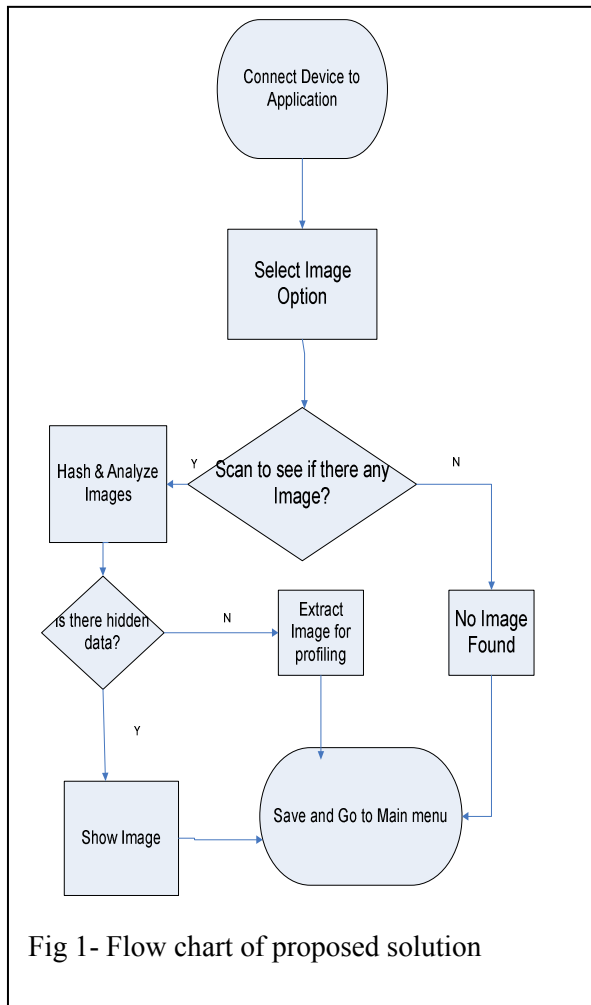 Connect Device to
Application
Select Image
Option
Scan to see if there any
Image?
Y
N
Hash & Analyze
Images
is there hidden
data?
N
Extract
Image for
profiling
No Image
Found
Y
Show Image
Save and Go to Main menu
Fig 1- Flow chart of proposed solution